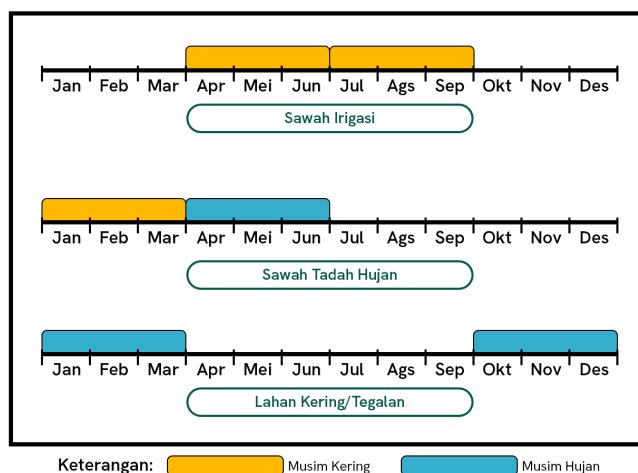 Jan Feb Mar Apr Mei Jun Jul Ags Sep Okt Nov Des
Sawah Irigasi
Jan Feb Mar Apr Mei Jun Jul Ags Sep Okt Nov Des
Sawah Tadah Hujan
Jan Feb Mar Apr Mei Jun Jul Ags Sep Okt Nov Des
Lahan Kering/Tegalan
Keterangan: Musim Kering Musim Hujan